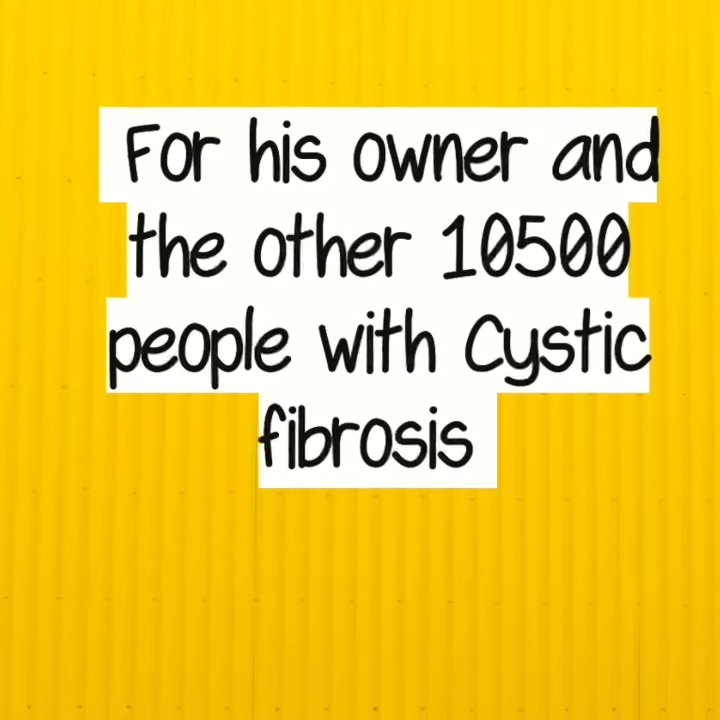 For his owner and
the other 10500
people with Cystic
fibrosis